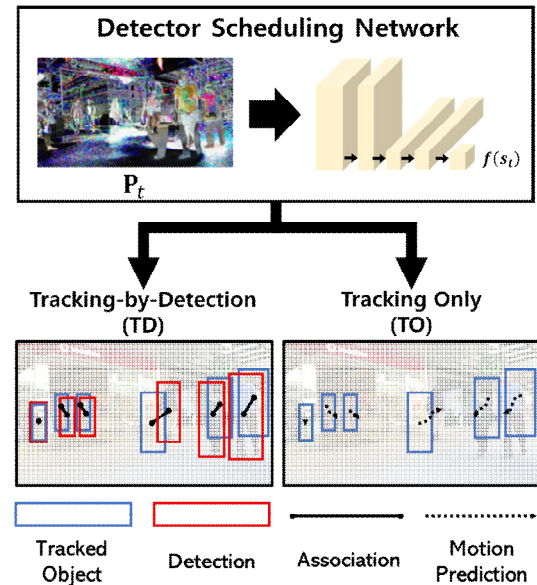 Detector Scheduling Network
P_t
f(s_t)
Tracking-by-Detection
(TD)
Tracking Only
(TO)
Tracked
Object
Detection
Association
Motion
Prediction